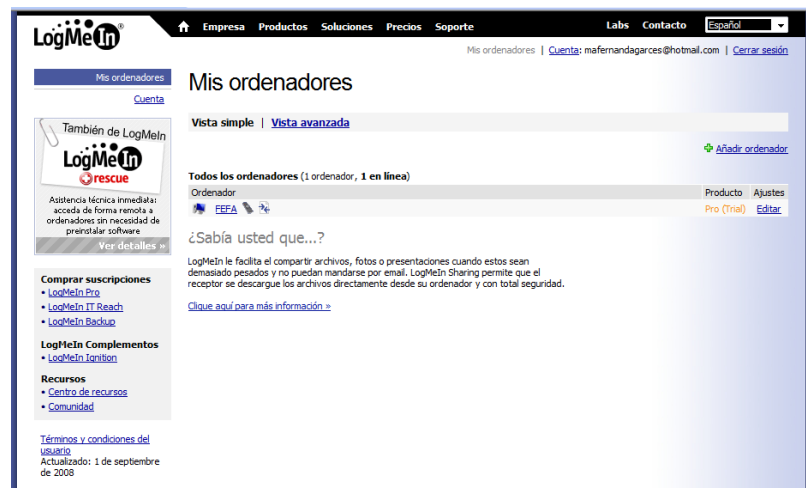 LogMeIn®
Empresa Productos Soluciones Precios Soporte
Labs Contacto Español
Mis ordenadores | Cuenta: mafernandagarces@hotmail.com | Cerrar sesión
Mis ordenadores
Cuenta
También de LogMeIn
LogMeIn
rescue
Asistencia técnica inmediata:
acceda de forma remota a
ordenadores sin necesidad de
preinstalar software
Ver detalles »
Comprar suscripciones
• LogMeIn Pro
• LogMeIn IT Reach
• LogMeIn Backup
LogMeIn Complementos
• LogMeIn Ignition
Recursos
• Centro de recursos
• Comunidad
Términos y condiciones del
usuario
Actualizado: 1 de septiembre
de 2008
Mis ordenadores
Vista simple | Vista avanzada
Añadir ordenador
Todos los ordenadores (1 ordenador, 1 en línea)
Ordenador Producto Ajustes
FEFA Pro (Trial) Editar
¿Sabía usted que...?
LogMeIn le facilita el compartir archivos, fotos o presentaciones cuando estos sean
demasiado pesados y no puedan mandarse por email. LogMeIn Sharing permite que el
receptor se descargue los archivos directamente desde su ordenador y con total seguridad.
Clique aquí para más información »